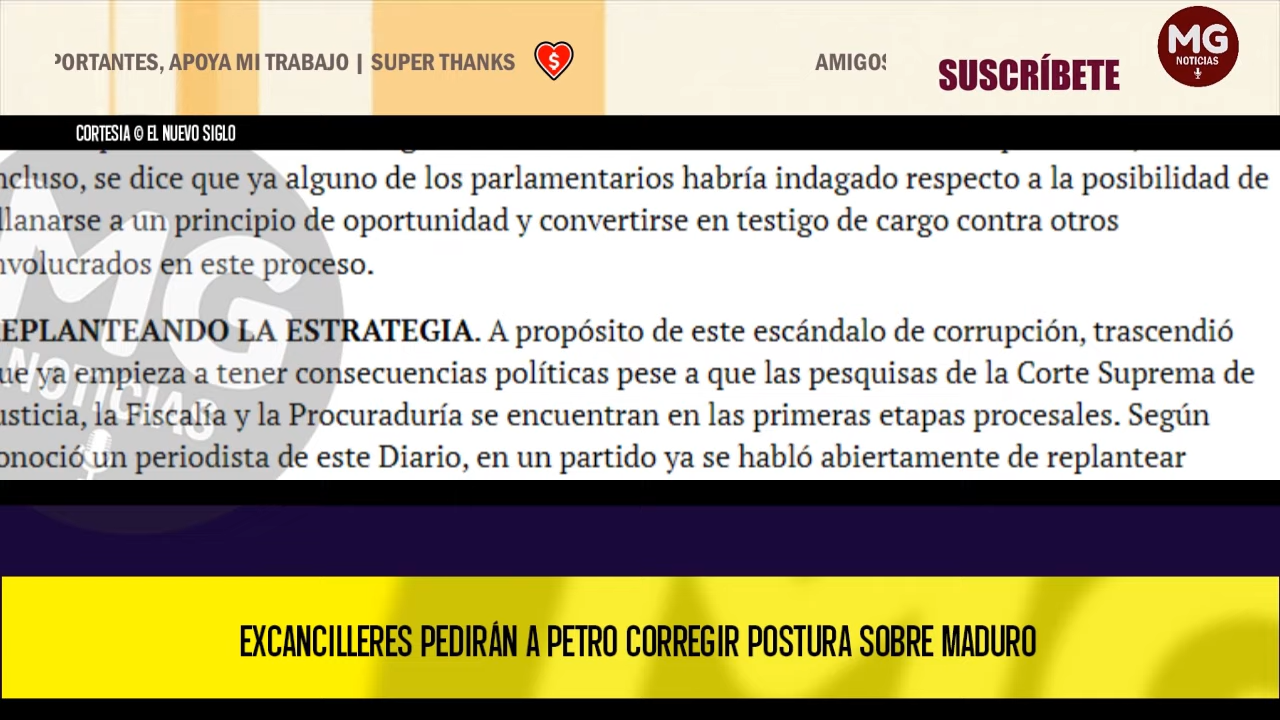 PORTANTES, APOYA MI TRABAJO | SUPER THANKS
AMIGOS
SUSCRÍBETE
MG
NOTICIAS
CORTESIA © EL NUEVO SIGLO
ncluso, se dice que ya alguno de los parlamentarios habría indagado respecto a la posibilidad de
llanarse a un principio de oportunidad y convertirse en testigo de cargo contra otros
nvolucrados en este proceso.
EPLANTEANDO LA ESTRATEGIA. A propósito de este escándalo de corrupción, trascendió
ue ya empieza a tener consecuencias políticas pese a que las pesquisas de la Corte Suprema de
usticia, la Fiscalía y la Procuraduría se encuentran en las primeras etapas procesales. Según
onoció un periodista de este Diario, en un partido ya se habló abiertamente de replantear
MG
NOTICIAS
EXCANCILLERES PEDIRÁN A PETRO CORREGIR POSTURA SOBRE MADURO